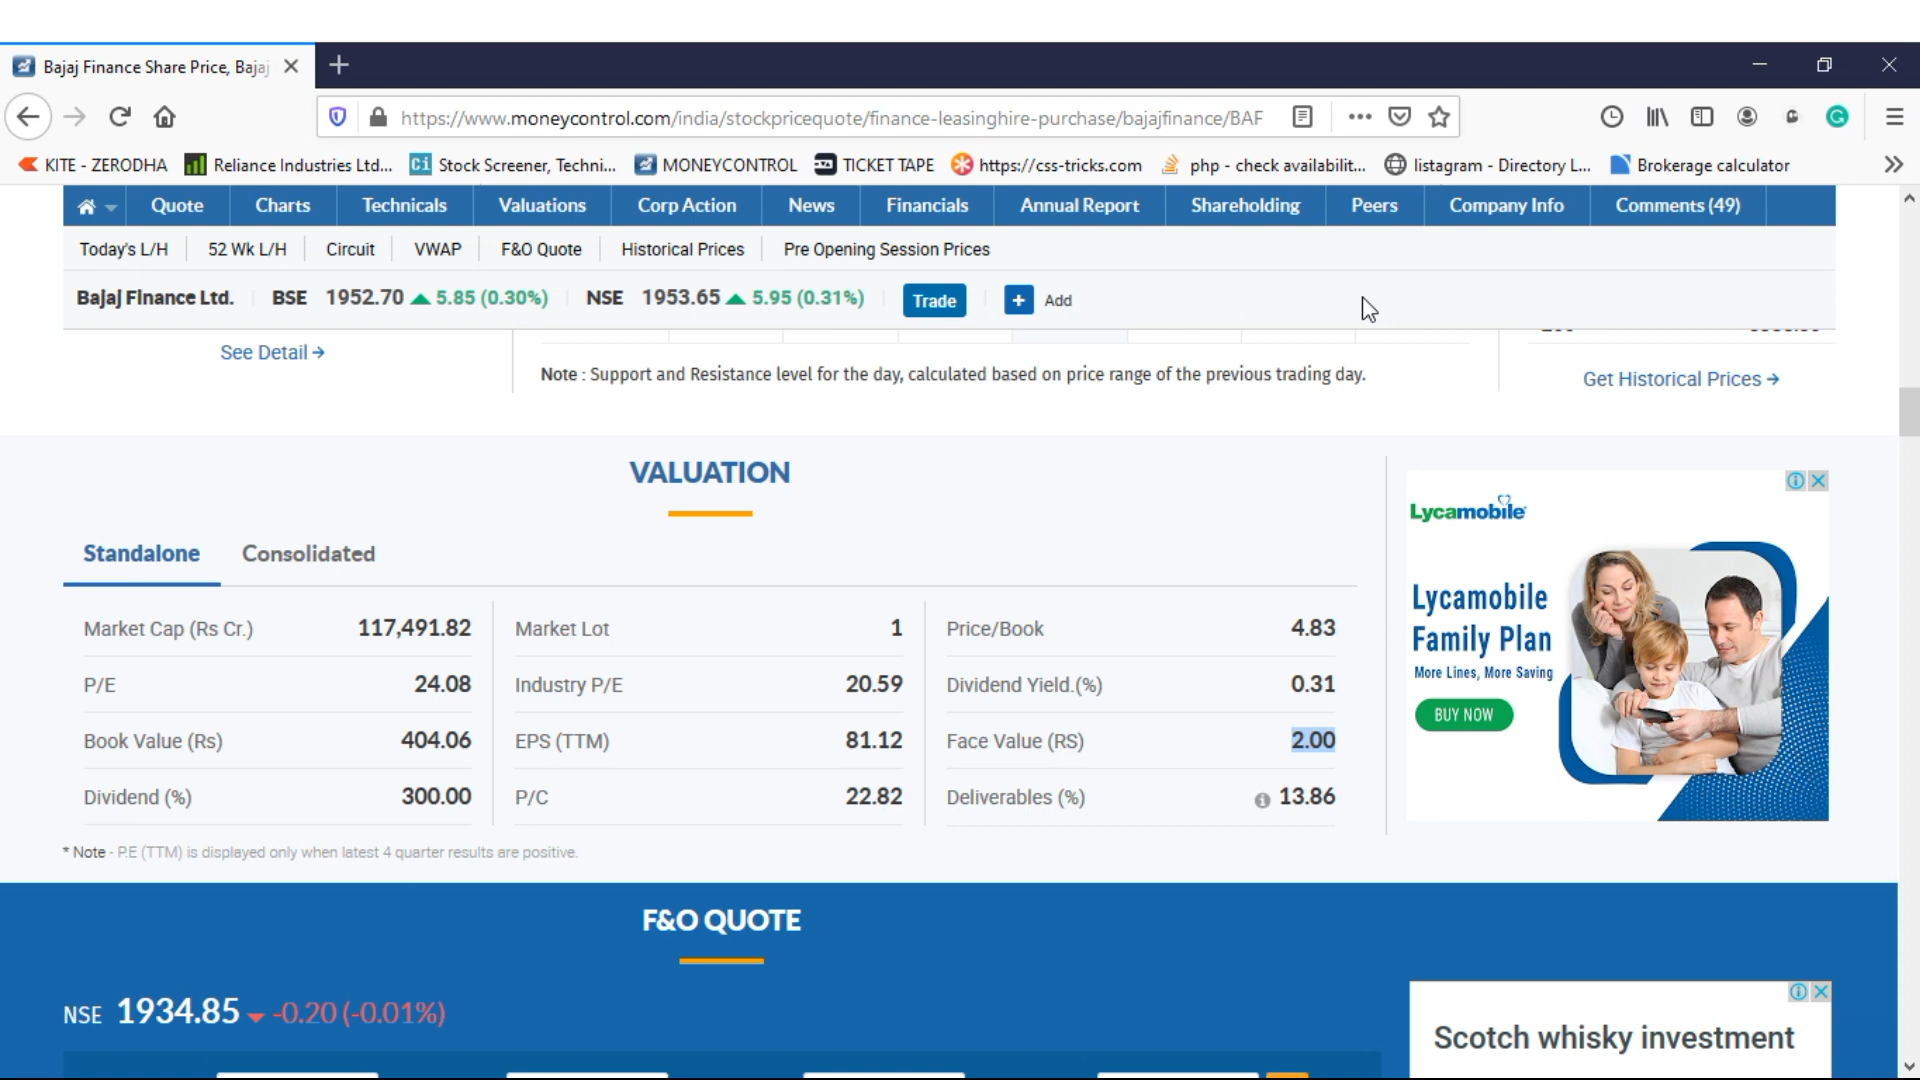 Bajaj Finance Share Price, Bajaj
https://www.moneycontrol.com/india/stockpricequote/finance-leasinghire-purchase/bajajfinance/BAF
KITE - ZERODHA Reliance Industries Ltd... Ci Stock Screener, Techni... MONEYCONTROL TICKET TAPE https://css-tricks.com php - check availabilit... listagram - Directory L... Brokerage calculator
Quote Charts Technicals Valuations Corp Action News Financials Annual Report Shareholding Peers Company Info Comments (49)
Today's L/H 52 Wk L/H Circuit VWAP F&O Quote Historical Prices Pre Opening Session Prices
Bajaj Finance Ltd. BSE 1952.70 5.85 (0.30%) NSE 1953.65 5.95 (0.31%) Trade + Add
See Detail →
Note : Support and Resistance level for the day, calculated based on price range of the previous trading day.
Get Historical Prices →
VALUATION
Standalone Consolidated
Market Cap (Rs Cr.) 117,491.82 Market Lot 1 Price/Book 4.83
P/E 24.08 Industry P/E 20.59 Dividend Yield.(%) 0.31
Book Value (Rs) 404.06 EPS (TTM) 81.12 Face Value (RS) 2.00
Dividend (%) 300.00 P/C 22.82 Deliverables (%) 13.86
* Note - P.E (TTM) is displayed only when latest 4 quarter results are positive.
Lycamobile
Lycamobile
Family Plan
More Lines, More Saving
BUY NOW
F&O QUOTE
NSE 1934.85 -0.20 (-0.01%)
Scotch whisky investment